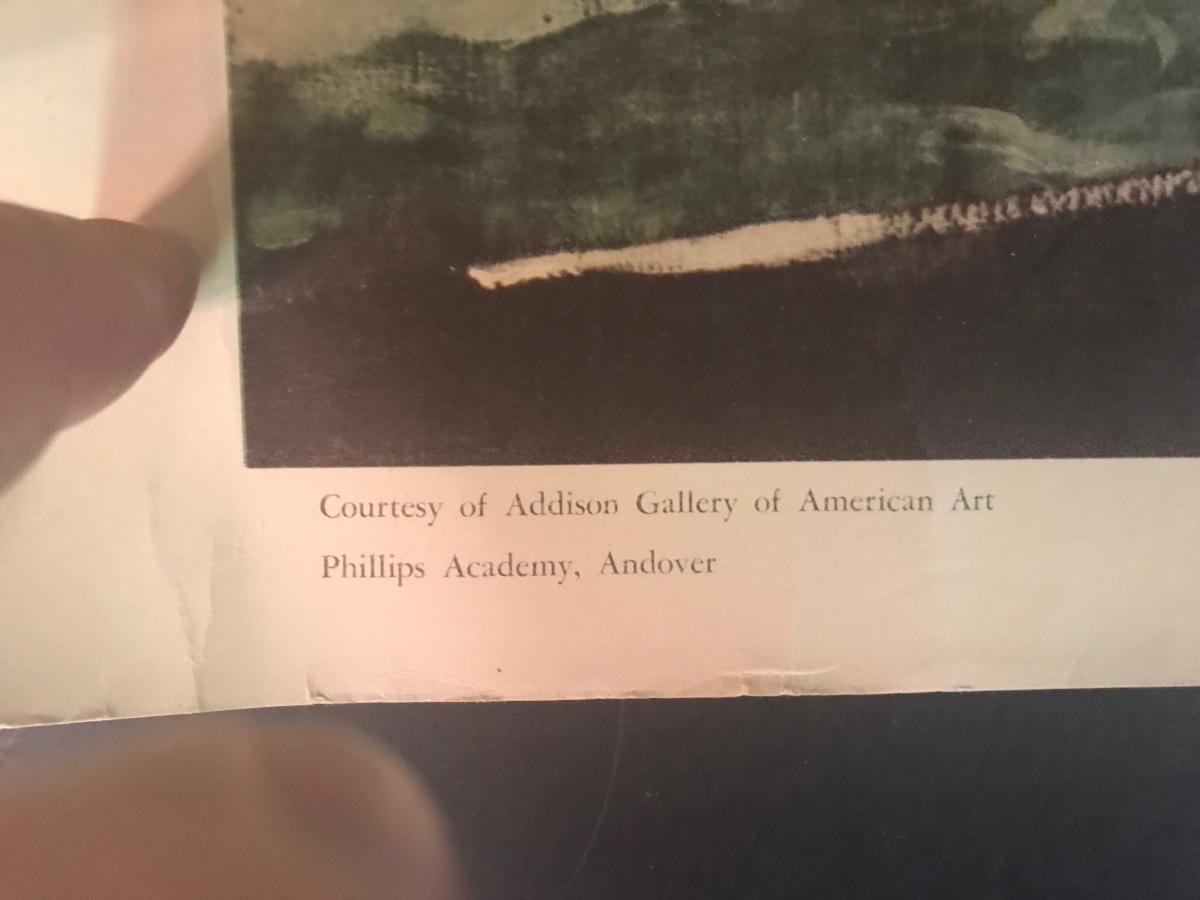 Courtesy of Addison Gallery of American Art
Phillips Academy, Andover